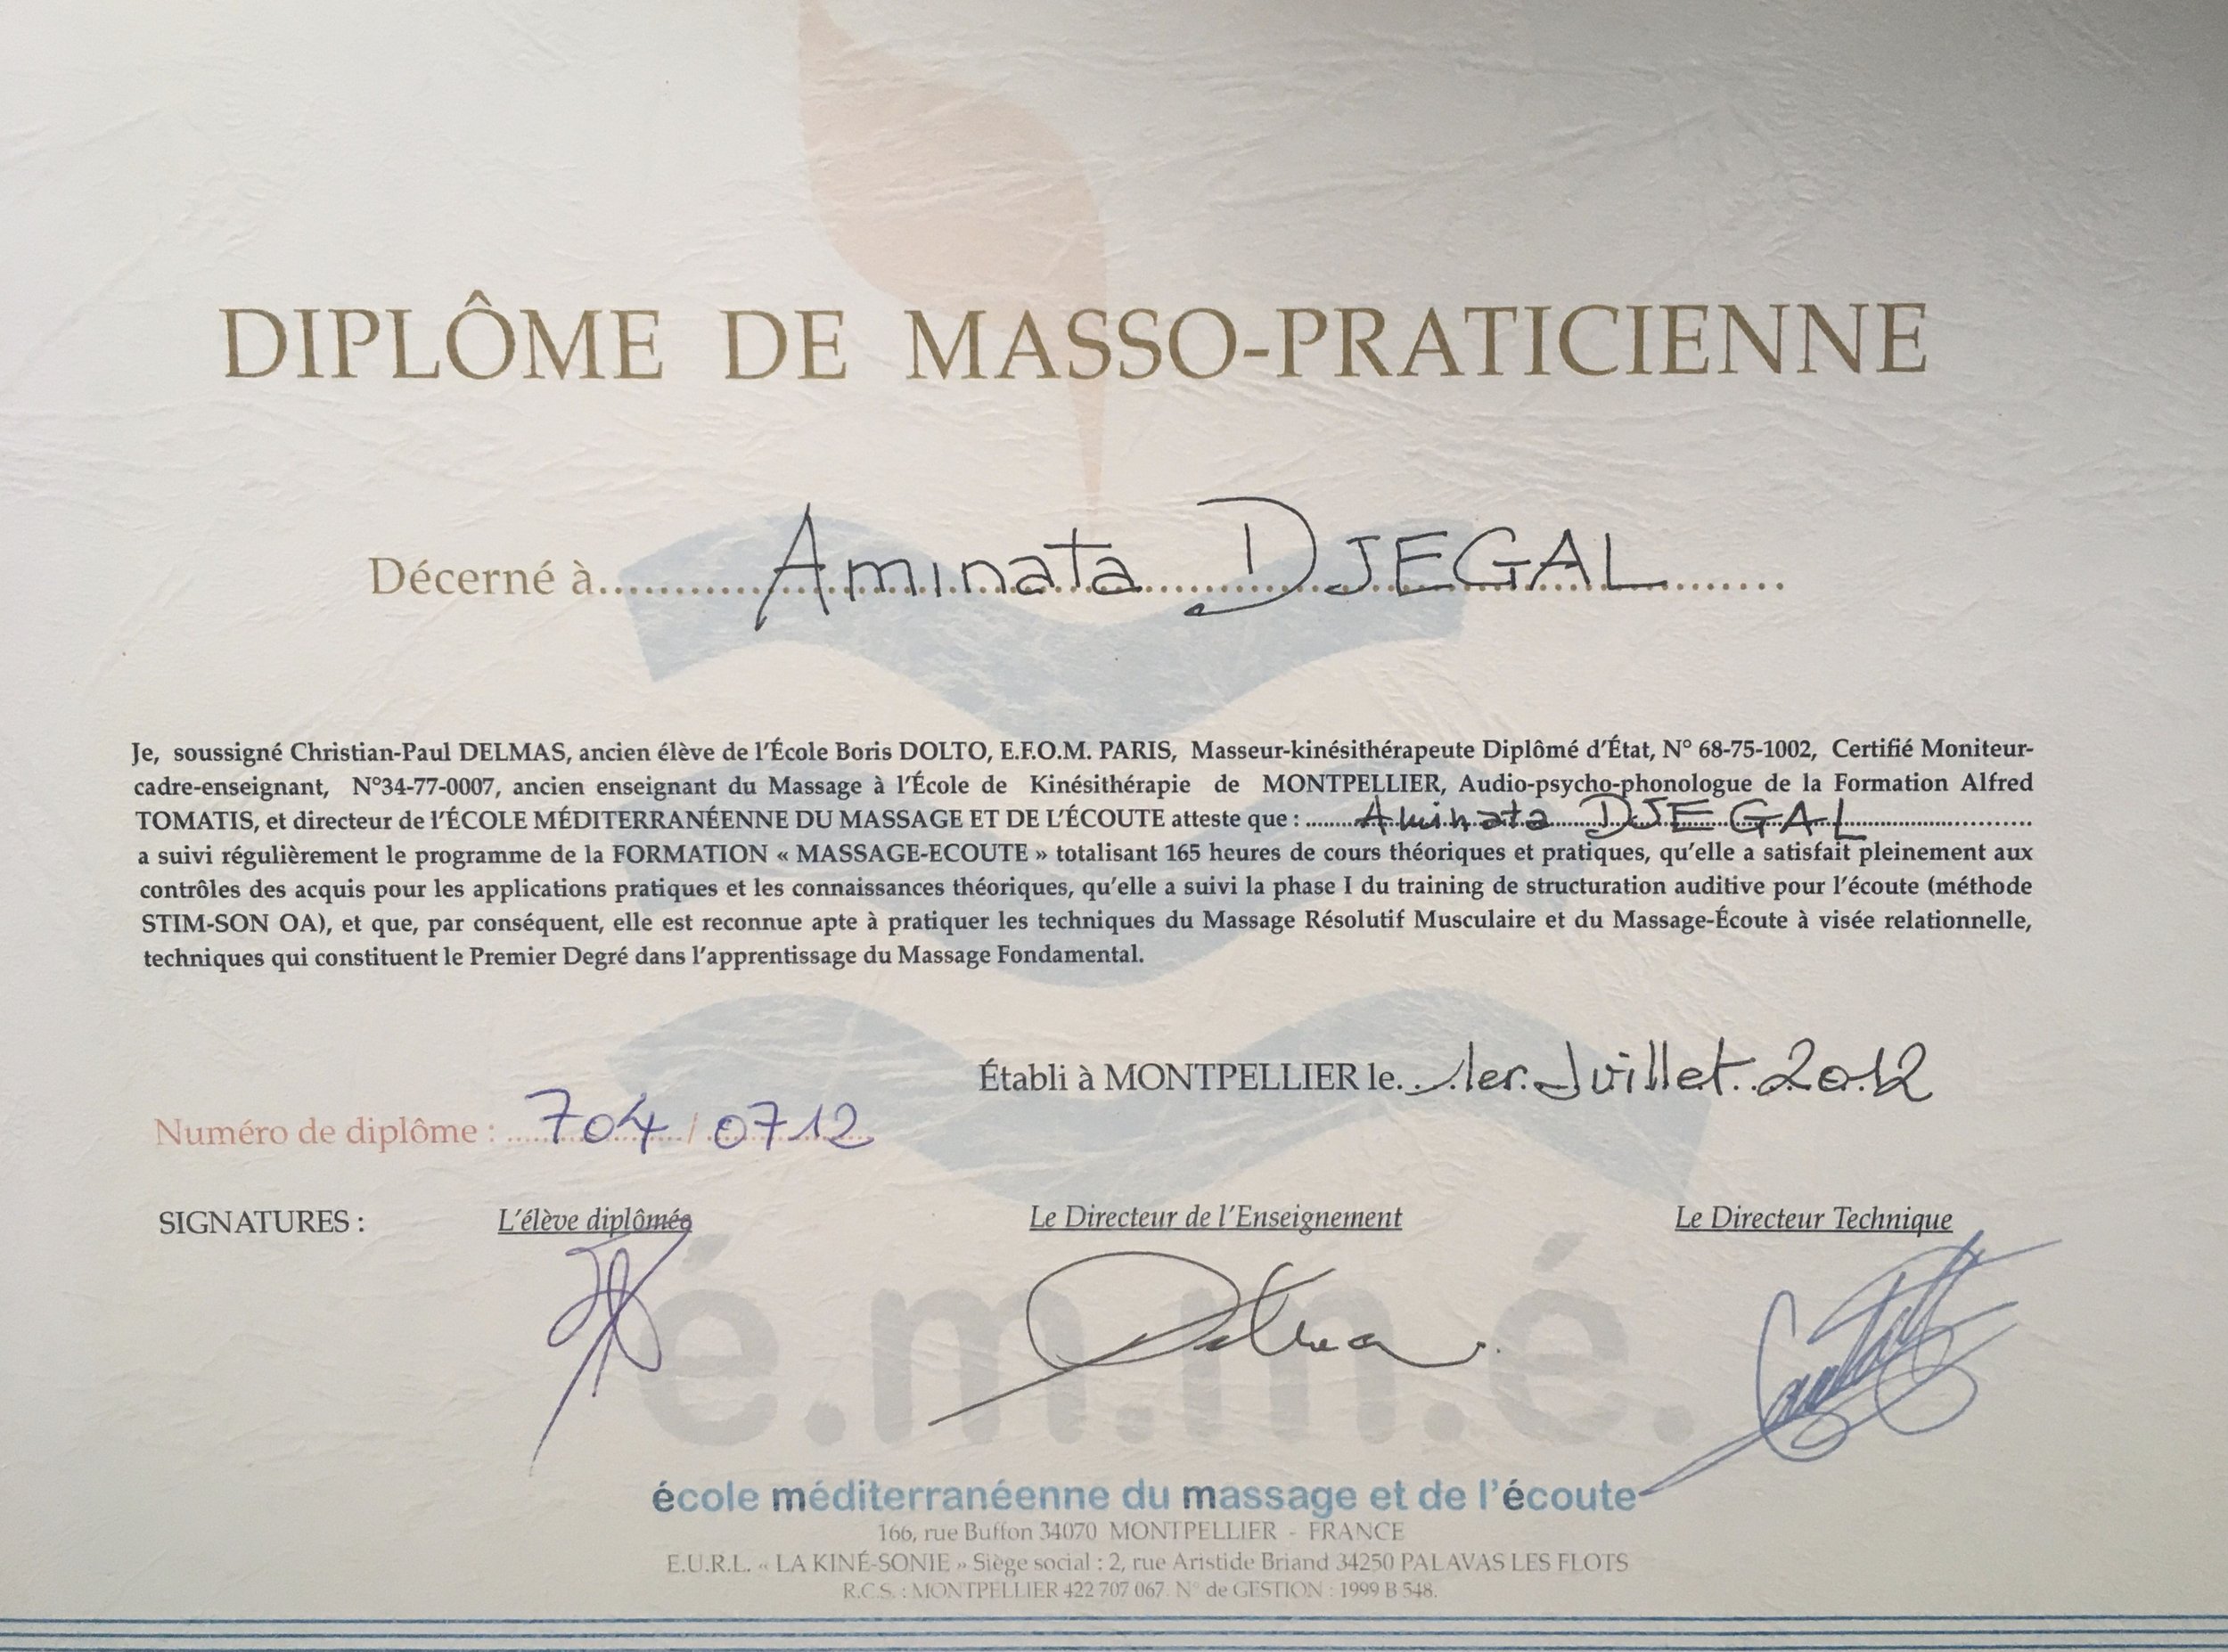 DIPLÔME DE MASSO-PRATICIENNE
Décerné à............Aminata DJEGAL.......
Je, soussigné Christian-Paul DELMAS, ancien élève de l'École Boris DOLTO, E.F.O.M. PARIS, Masseur-kinésithérapeute Diplômé d'État, N° 68-75-1002, Certifié Moniteur-
cadre-enseignant, N°34-77-0007, ancien enseignant du Massage à l'École de Kinésithérapie de MONTPELLIER, Audio-psycho-phonologue de la Formation Alfred
TOMATIS, et directeur de l'ÉCOLE MÉDITERRANÉENNE DU MASSAGE ET DE L'ÉCOUTE atteste que : ........Aminata DJEGAL........
a suivi régulièrement le programme de la FORMATION « MASSAGE-ECOUTE » totalisant 165 heures de cours théoriques et pratiques, qu'elle a satisfait pleinement aux
contrôles des acquis pour les applications pratiques et les connaissances théoriques, qu'elle a suivi la phase I du training de structuration auditive pour l'écoute (méthode
STIM-SON OA), et que, par conséquent, elle est reconnue apte à pratiquer les techniques du Massage Résolutif Musculaire et du Massage-Écoute à visée relationnelle,
techniques qui constituent le Premier Degré dans l'apprentissage du Massage Fondamental.
Établi à MONTPELLIER le. 1er Juillet 2012
Numéro de diplôme : 704 / 0712
SIGNATURES : L'élève diplômée Le Directeur de l'Enseignement Le Directeur Technique
é.m.m.é.
école méditerranéenne du massage et de l'écoute
166, rue Buffon 34070 MONTPELLIER - FRANCE
E.U.R.L. « LA KINÉ-SONIE » Siège social : 2, rue Aristide Briand 34250 PALAVAS LES FLOTS
R.C.S. : MONTPELLIER 422 707 067. N° de GESTION : 1999 B 548.